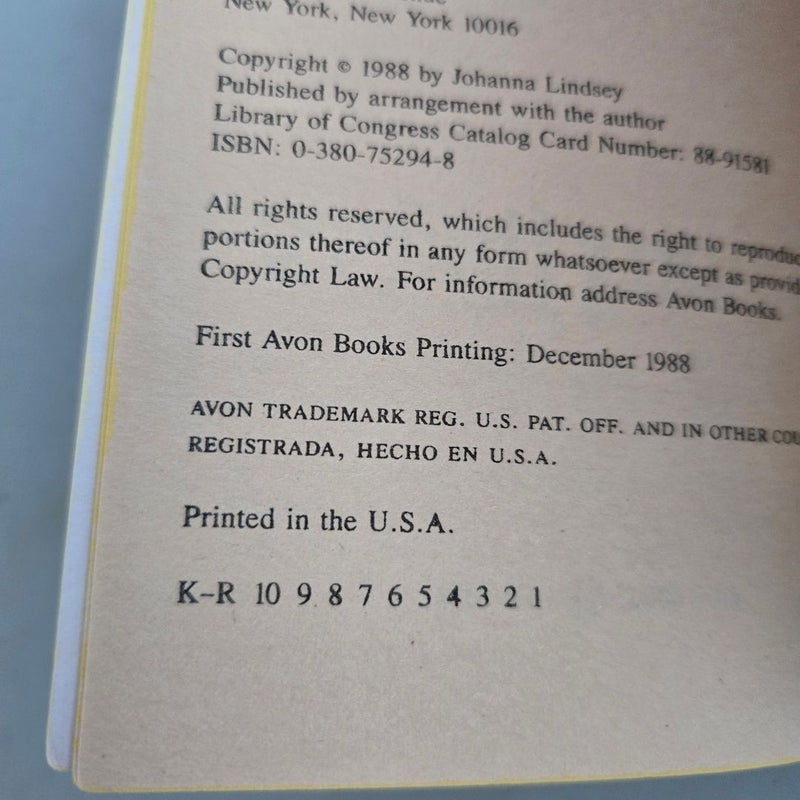 New York, New York 10016
Copyright © 1988 by Johanna Lindsey
Published by arrangement with the author
Library of Congress Catalog Card Number: 88-91581
ISBN: 0-380-75294-8
All rights reserved, which includes the right to
portions thereof in any form whatsoever except as
Copyright Law. For information address Avon Books.
First Avon Books Printing: December 1988
AVON TRADEMARK REG. U.S. PAT. OFF. AND IN OTHER
REGISTRADA, HECHO EN U.S.A.
Printed in the U.S.A.
K–R 10 9 8 7 6 5 4 3 2 1